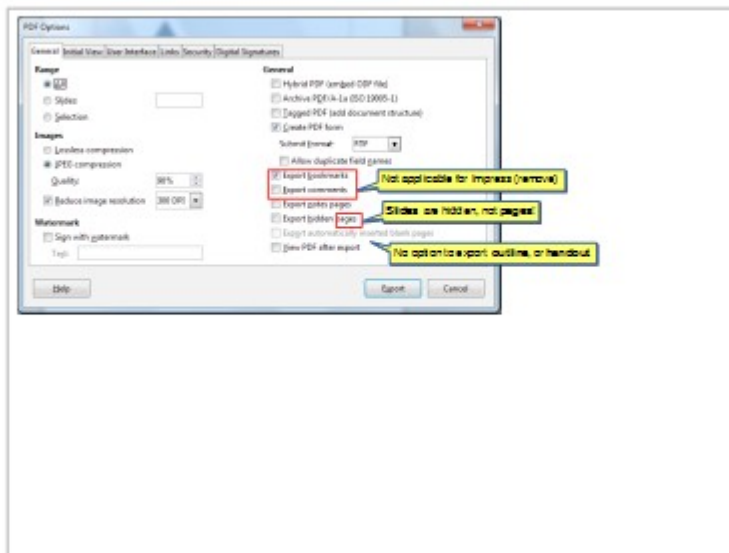 PDF Options
General Initial View User Interface Links Security Digital Signatures
Range
All
Slides
Selection
Images
Lossless compression
JPEG compression
Quality 90%
Reduce image resolution 300 DPI
Watermark
Sign with watermark
Text
General
Hybrid PDF (embed ODF file)
Archive PDF/A-1a (ISO 19005-1)
Tagged PDF (add document structure)
Create PDF form
Submit format: PDF
Allow duplicate field names
Export bookmarks
Export comments
Export notes pages
Export hidden pages
Export automatically inserted blank pages
View PDF after export
Not applicable for Impress (remove)
Slides are hidden, not pages!
No option to export outline, or handout
Help
Export
Cancel